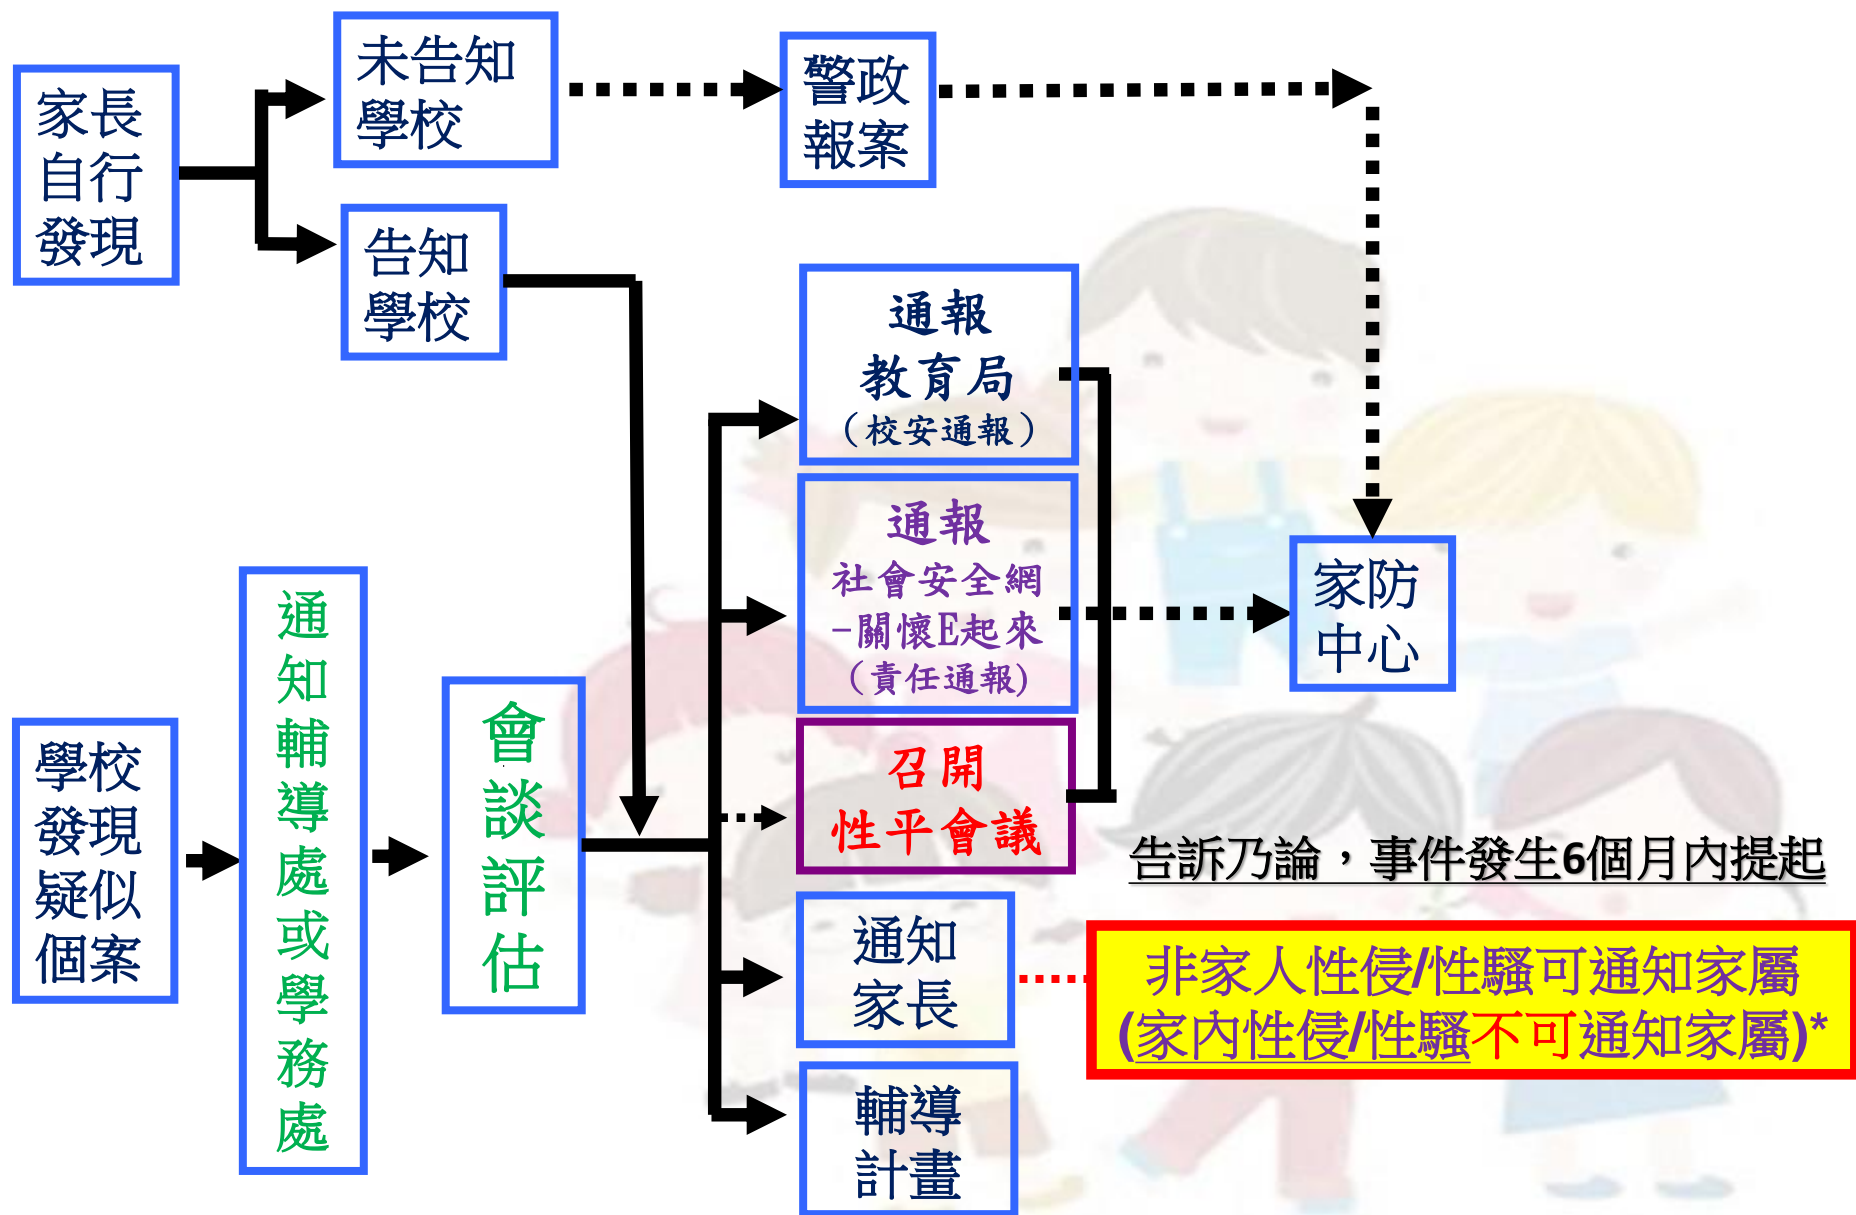 家長
自行
發現
未告知
學校
警政
報案
告知
學校
學校
發現
疑似
個案
通知輔導處或學務處
會談評估
通報
教育局
（校安通報）
通報
社會安全網
-關懷E起來
（責任通報)
召開
性平會議
通知
家長
輔導
計畫
家防
中心
告訴乃論，事件發生6個月內提起
非家人性侵/性騷可通知家屬
(家內性侵/性騷不可通知家屬)*